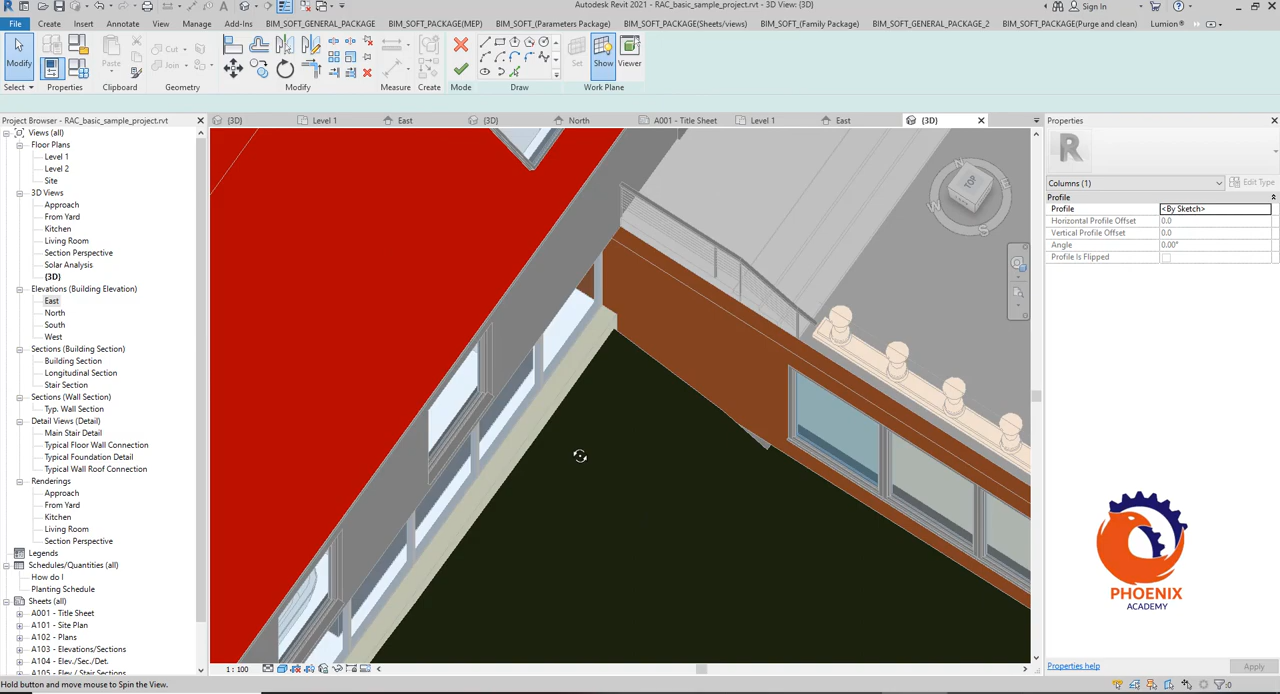 Autodesk Revit 2021 - RAC_basic_sample_project.rvt - 3D View: {3D}
Sign In
File Architecture Insert Annotate View Manage Add-Ins BIM_SOFT_GENERAL_PACKAGE BIM_SOFT_PACKAGE(MEP) BIM_SOFT_(Parameters Package) BIM_SOFT_PACKAGE(Sheets/views) BIM_SOFT_(Family Package) BIM_SOFT_GENERAL_PACKAGE_2 BIM_SOFT_PACKAGE(Purge and clean) Lumion®
Modify Paste Cut Join Set Show Viewer
Select Properties Clipboard Geometry Modify Measure Create Mode Draw Work Plane
Project Browser - RAC_basic_sample_project.rvt
{3D} Level 1 East {3D} North A001 - Title Sheet Level 1 East {3D}
Properties
Views (all)
Floor Plans
Level 1
Level 2
Site
3D Views
Approach
From Yard
Kitchen
Living Room
Section Perspective
Solar Analysis
{3D}
Elevations (Building Elevation)
East
North
South
West
Sections (Building Section)
Building Section
Longitudinal Section
Stair Section
Sections (Wall Section)
Typ. Wall Section
Detail Views (Detail)
Main Stair Detail
Typical Floor Wall Connection
Typical Foundation Detail
Typical Wall Roof Connection
Renderings
Approach
From Yard
Kitchen
Living Room
Section Perspective
Legends
Schedules/Quantities (all)
How do I
Planting Schedule
Sheets (all)
A001 - Title Sheet
A101 - Site Plan
A102 - Plans
A103 - Elevations/Sections
A104 - Elev./Sec./Det.
A105 - Elev./ Stair Sections
TOP
N
E
S
W
R
Columns (1) Edit Type
Profile
Profile <By Sketch>
Horizontal Profile Offset 0.0
Vertical Profile Offset 0.0
Angle 0.00°
Profile Is Flipped
PHOENIX
ACADEMY
Properties help Apply
1 : 100
Hold button and move mouse to Spin the View.
:0